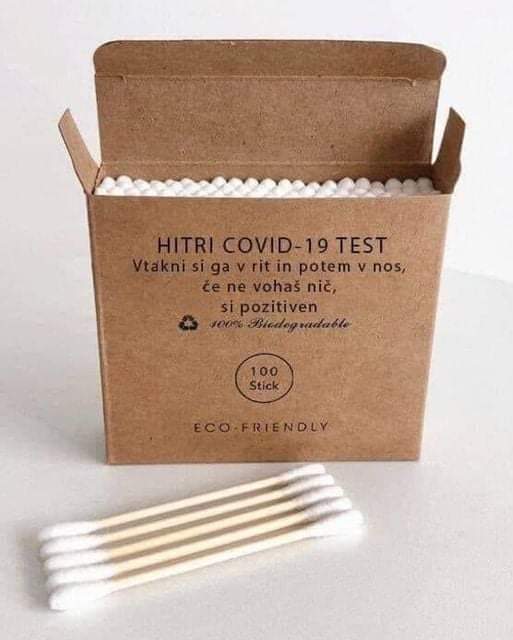 HITRI COVID-19 TEST
Vtakni si ga v rit in potem v nos,
če ne vohaš nič,
si pozitiven
100% Biodegradable
100
Stick
ECO-FRIENDLY